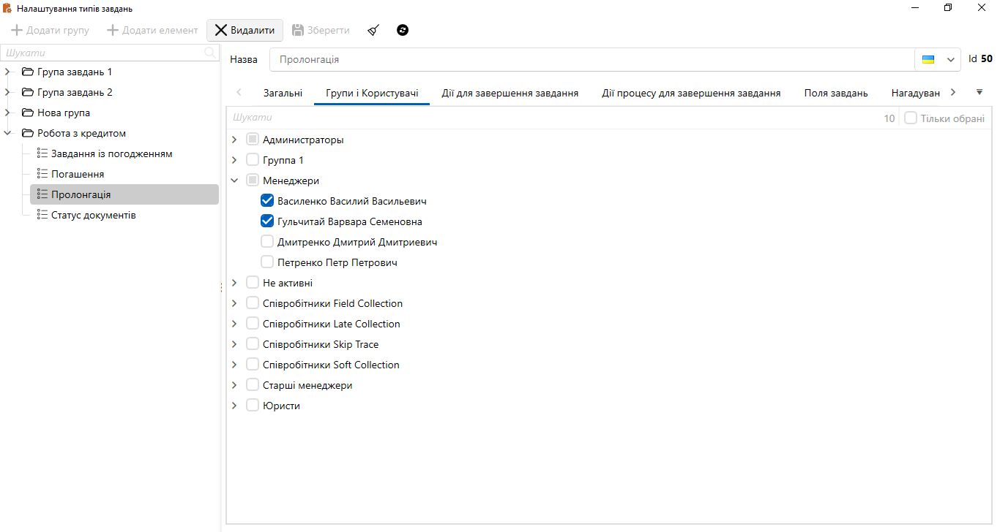 Налаштування типів завдань
Додати групу Додати елемент Видалити Зберегти
Шукати
Група завдань 1
Група завдань 2
Нова група
Робота з кредитом
Завдання із погодженням
Погашення
Пролонгація
Статус документів
Назва Пролонгація Id 50
Загальні Групи і Користувачі Дії для завершення завдання Дії процесу для завершення завдання Поля завдань Нагадуван
Шукати 10 Тільки обрані
Администраторы
Группа 1
Менеджери
Василенко Василий Васильевич
Гульчитай Варвара Семеновна
Дмитренко Дмитрий Дмитриевич
Петренко Петр Петрович
Не активні
Співробітники Field Collection
Співробітники Late Collection
Співробітники Skip Trace
Співробітники Soft Collection
Старші менеджери
Юристи